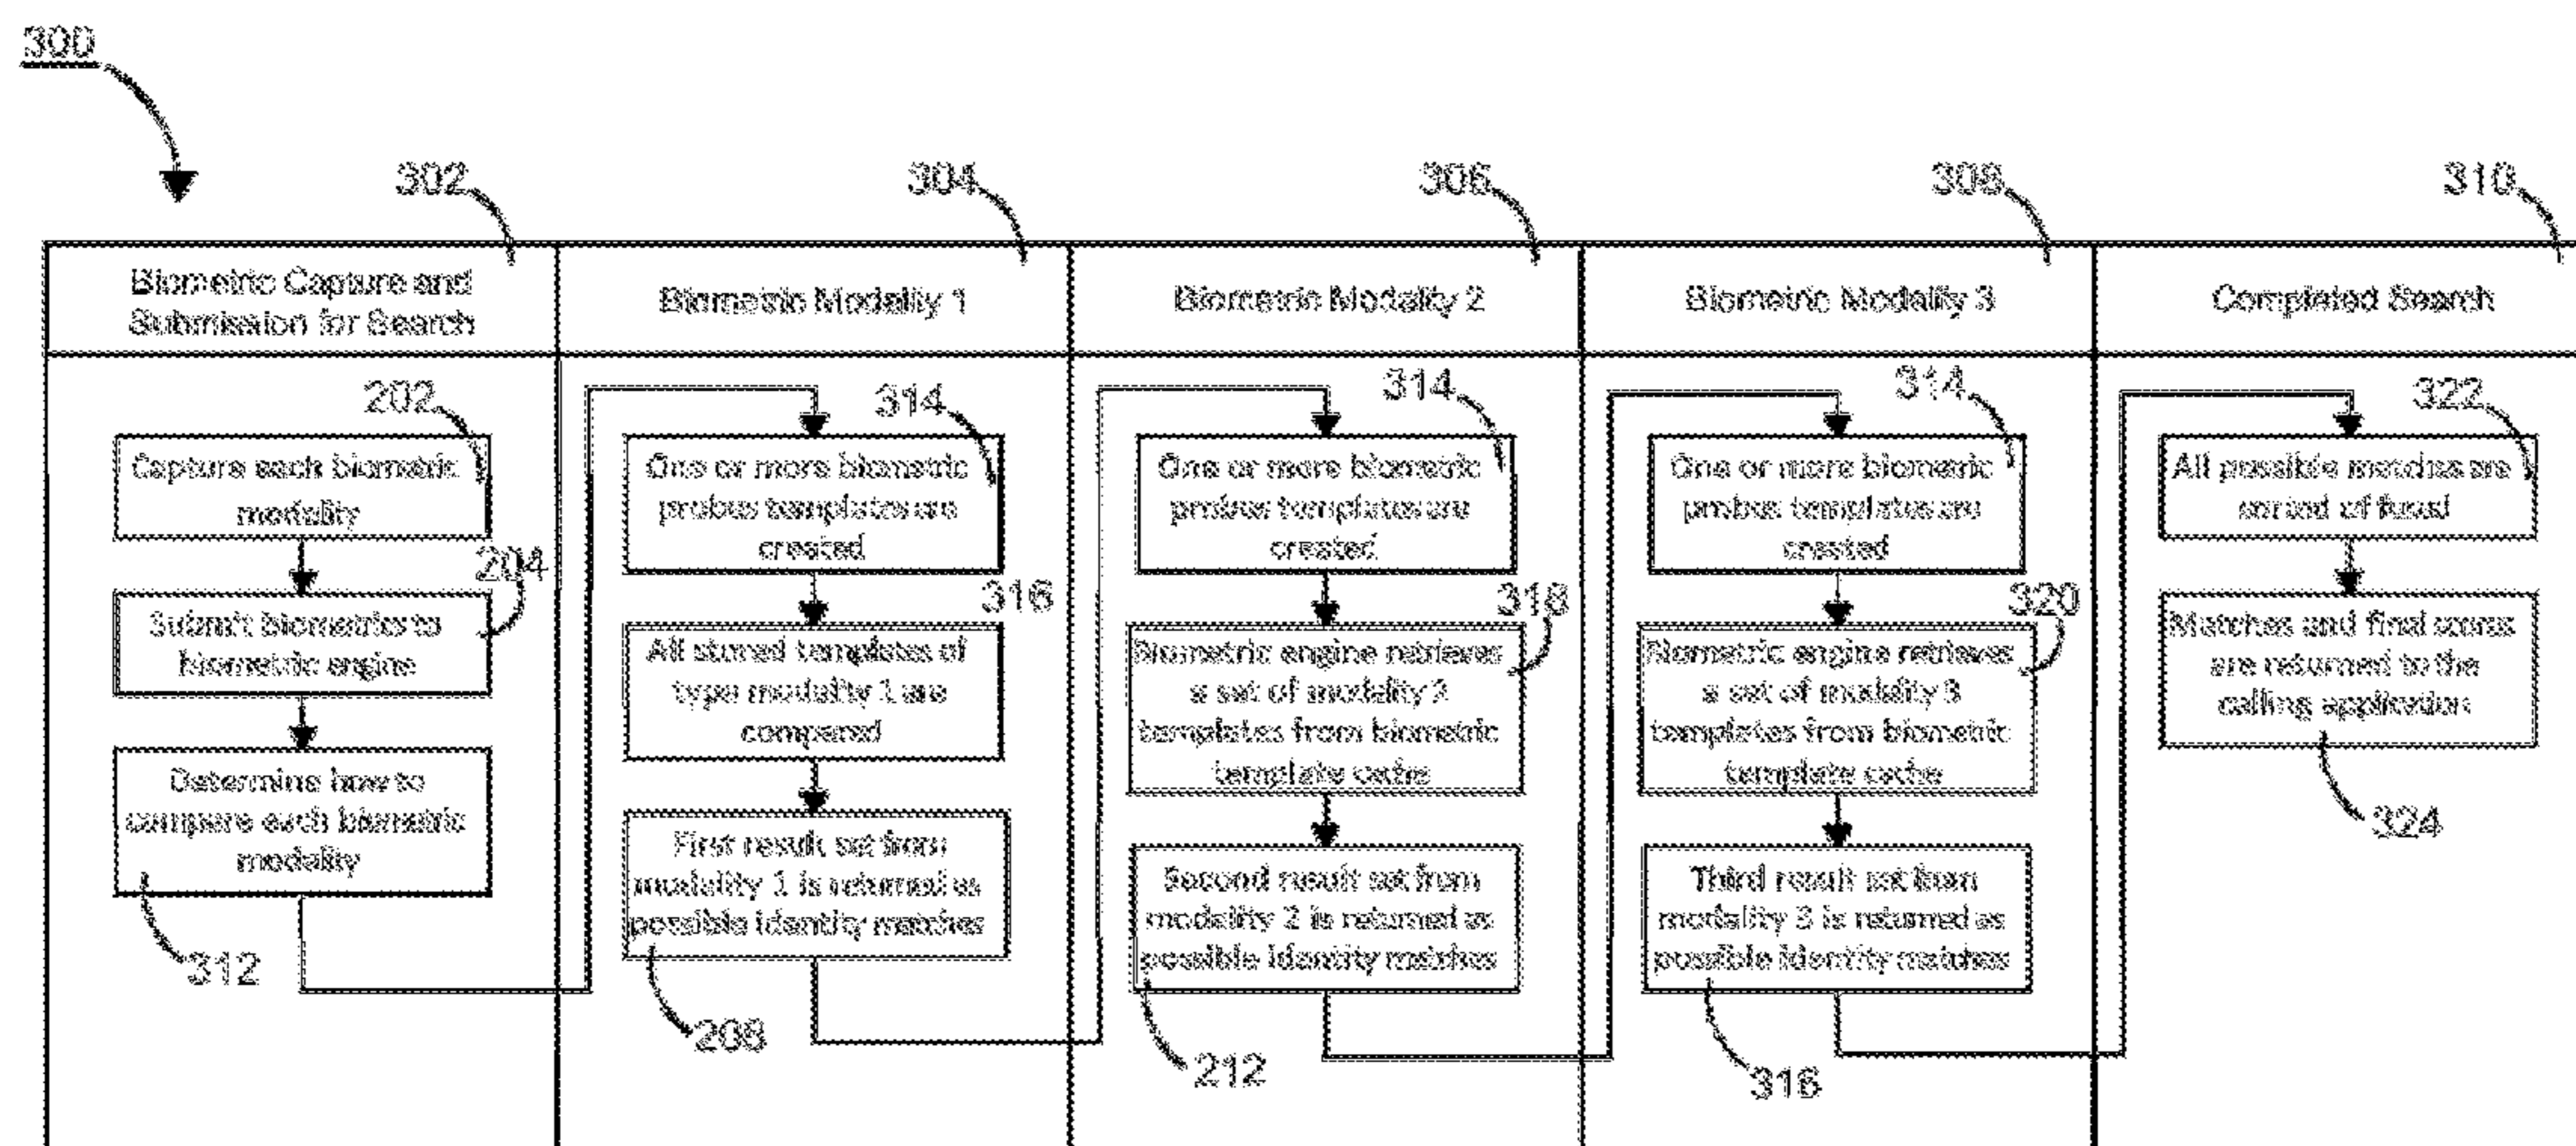 300
302
304
306
308
310
Biometric Capture and
Submission for Search
Biometric Modality 1
Biometric Modality 2
Biometric Modality 3
Completed Search
202
Capture each biometric
modality
204
Submit biometrics to
biometric engine
Determine how to
compare each biometric
modality
312
314
One or more biometric
probus templates are
created
316
All stored templates of
type modality 1 are
compared
First result set from
modality 1 is returned as
possible identity matches
208
314
One or more biometric
probus templates are
created
318
Biometric engine retrieves
a set of modality 2
templates from biometric
template cache
Second result set from
modality 2 is returned as
possible identity matches
212
314
One or more biometric
probus templates are
created
320
Biometric engine retrieves
a set of modality 3
templates from biometric
template cache
Third result set from
modality 3 is returned as
possible identity matches
316
322
All possible matches are
sorted of fused
Matches and final scores
are returned to the
calling application
324